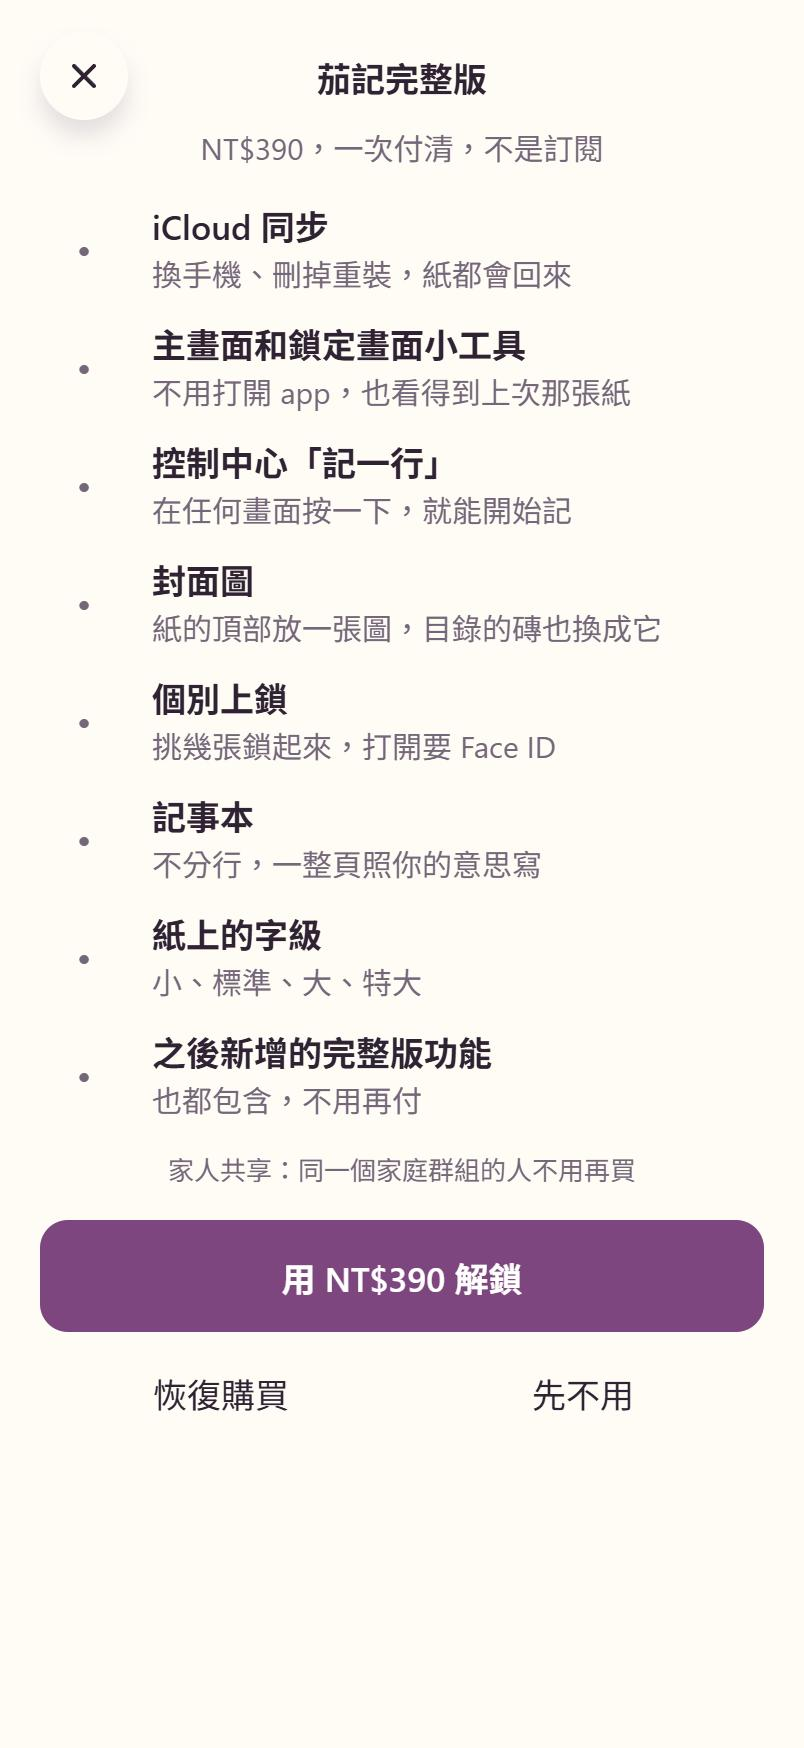 茄記完整版
NT$390，一次付清，不是訂閱
iCloud 同步
換手機、刪掉重裝，紙都會回來
主畫面和鎖定畫面小工具
不用打開 app，也看得到上次那張紙
控制中心「記一行」
在任何畫面按一下，就能開始記
封面圖
紙的頂部放一張圖，目錄的磚也換成它
個別上鎖
挑幾張鎖起來，打開要 Face ID
記事本
不分行，一整頁照你的意思寫
紙上的字級
小、標準、大、特大
之後新增的完整版功能
也都包含，不用再付
家人共享：同一個家庭群組的人不用再買
用 NT$390 解鎖
恢復購買
先不用